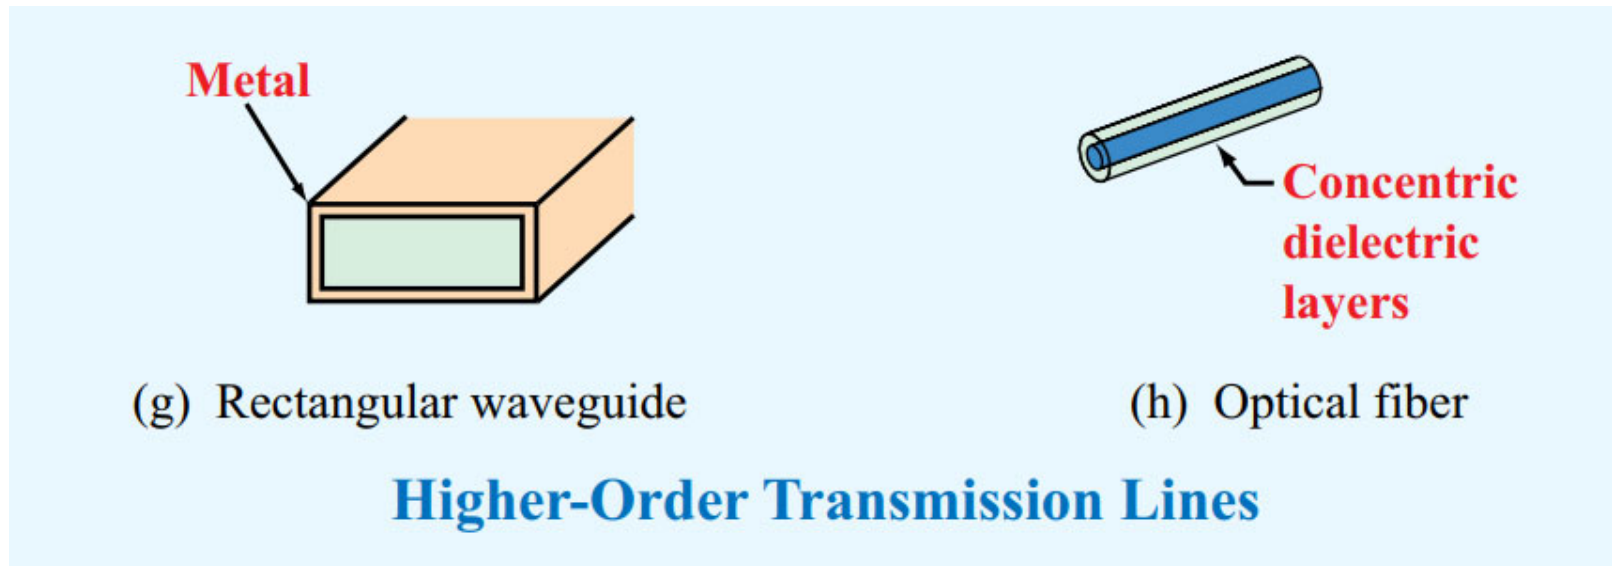 Metal
Concentric
dielectric
layers
(g) Rectangular waveguide
(h) Optical fiber
Higher-Order Transmission Lines